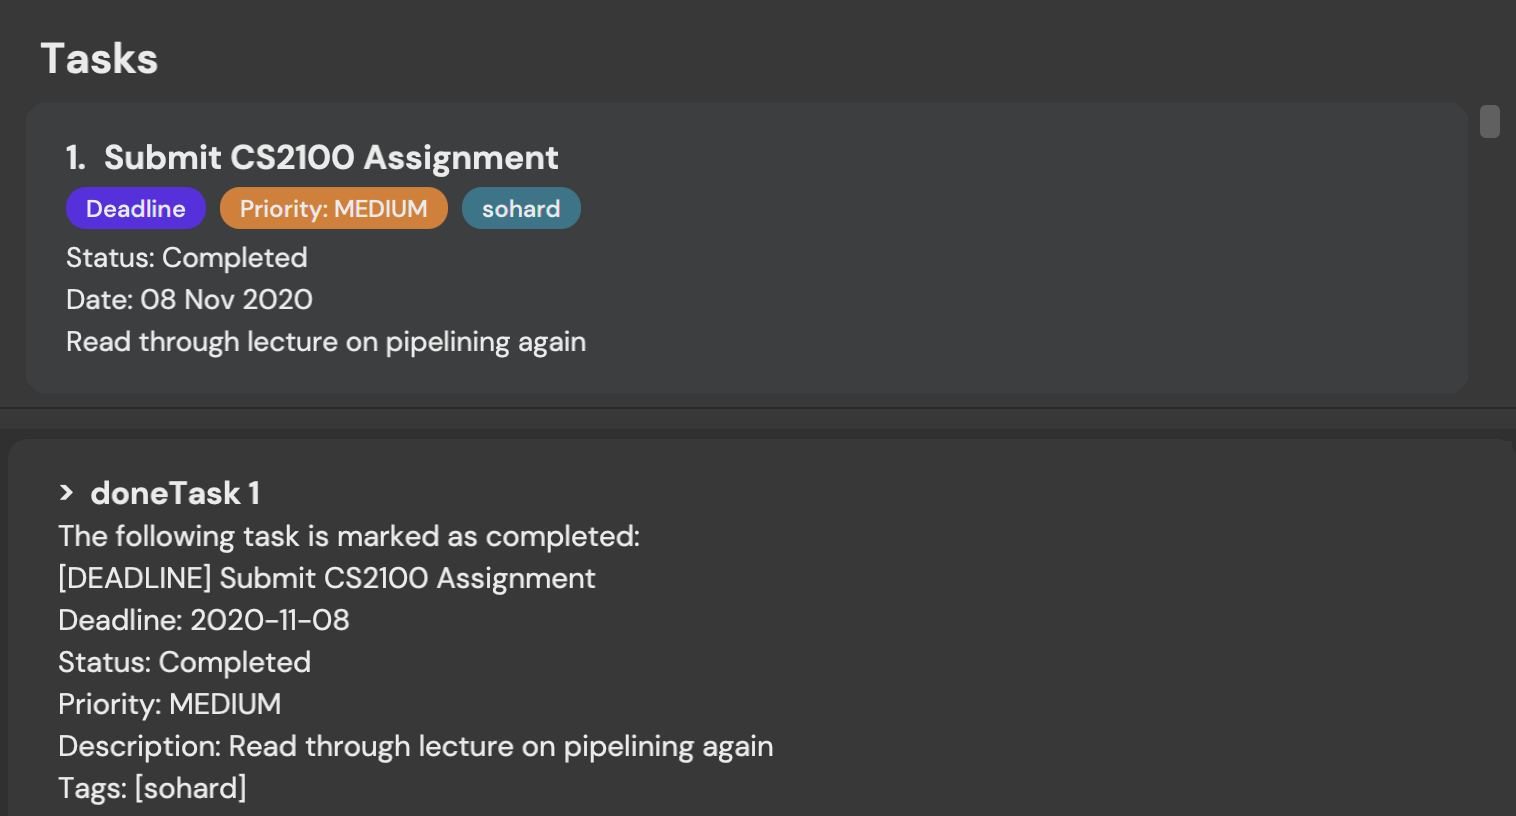 Tasks
1. Submit CS2100 Assignment
Deadline Priority: MEDIUM sohard
Status: Completed
Date: 08 Nov 2020
Read through lecture on pipelining again
> doneTask 1
The following task is marked as completed:
[DEADLINE] Submit CS2100 Assignment
Deadline: 2020-11-08
Status: Completed
Priority: MEDIUM
Description: Read through lecture on pipelining again
Tags: [sohard]